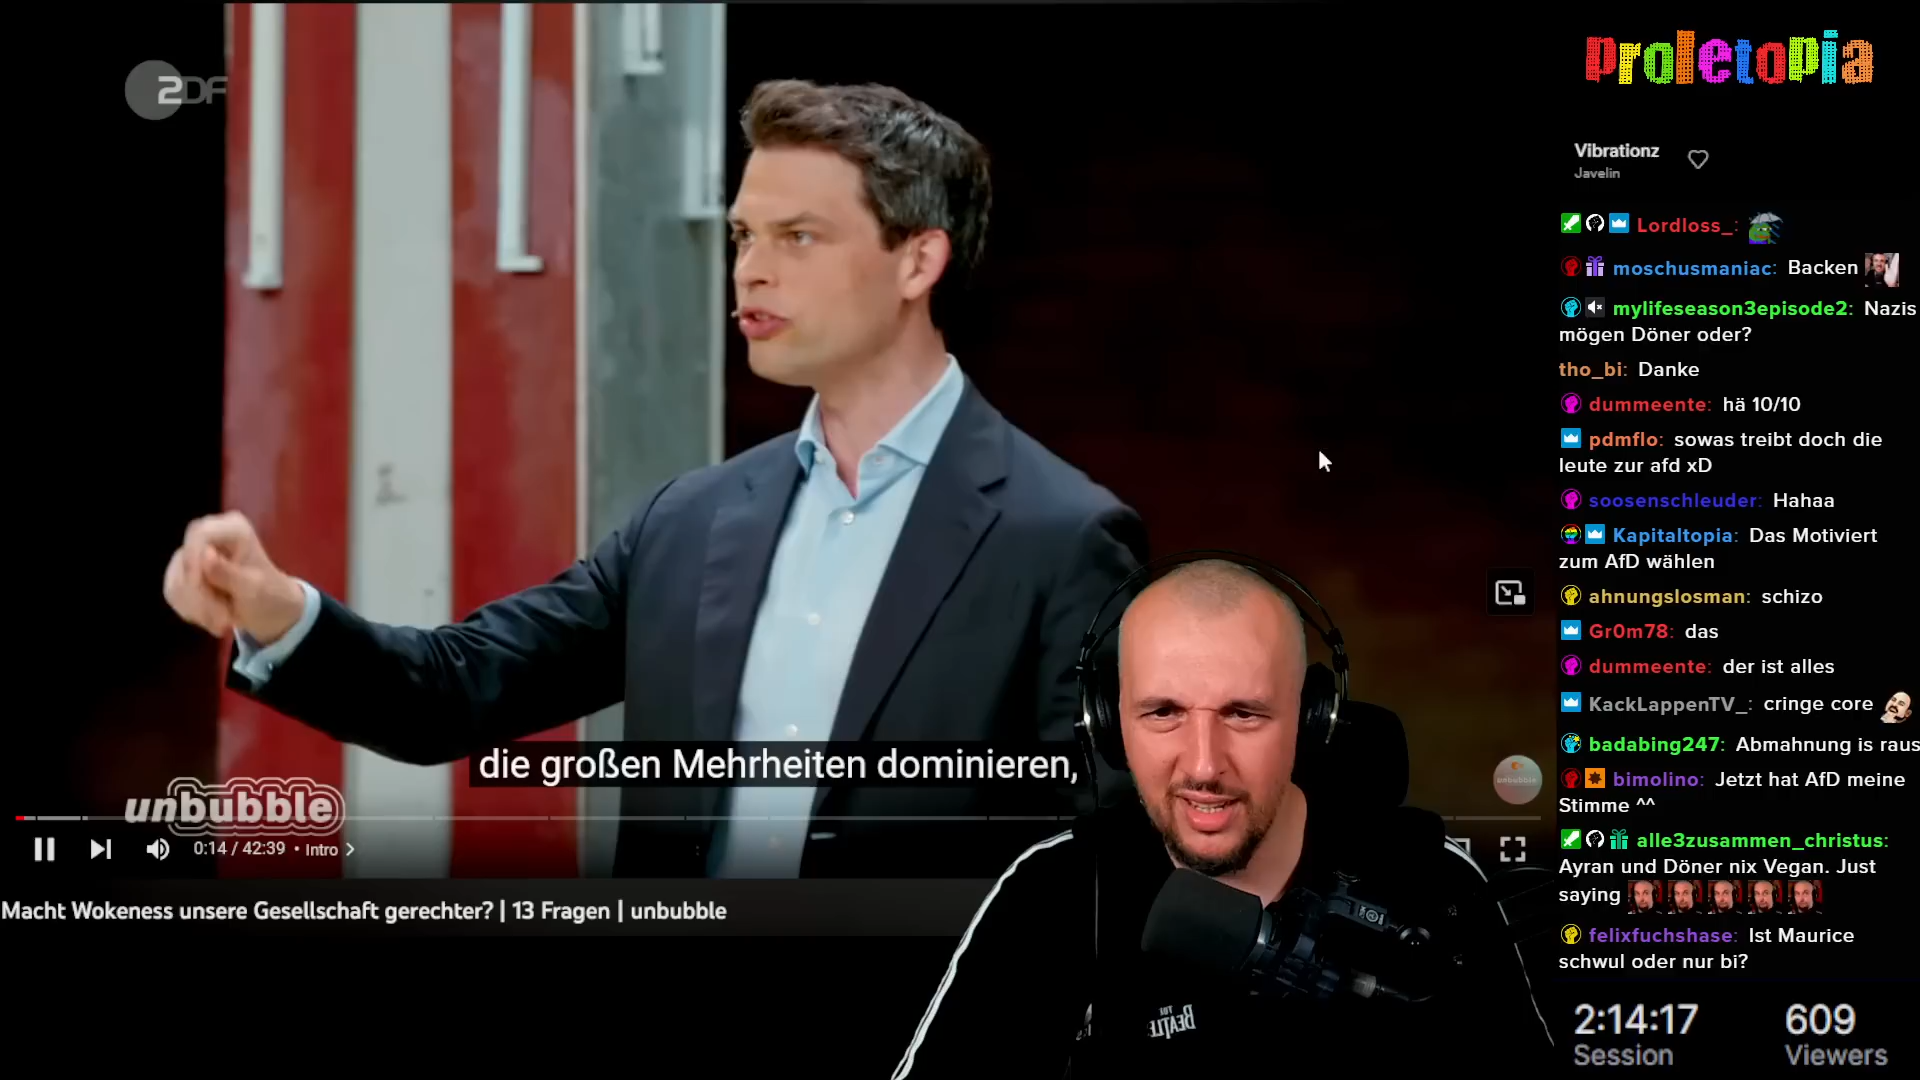 2DF
Proletopia
Vibrationz
Javelin
Lordloss_:
moschusmaniac: Backen
mylifeseason3episode2: Nazis
mögen Döner oder?
tho_bi: Danke
dummeente: hä 10/10
pdmflo: sowas treibt doch die
leute zur afd xD
soosenschleuder: Hahaa
Kapitaltopia: Das Motiviert
zum AfD wählen
ahnungslosman: schizo
Gr0m78: das
dummeente: der ist alles
KackLappenTV_: cringe core
badabing247: Abmahnung is raus
bimolino: Jetzt hat AfD meine
Stimme ^^
alle3zusammen_christus:
Ayran und Döner nix Vegan. Just
saying
felixfuchshase: Ist Maurice
schwul oder nur bi?
die großen Mehrheiten dominieren,
unbubble
unbubble
0:14 / 42:39 • Intro
Macht Wokeness unsere Gesellschaft gerechter? | 13 Fragen | unbubble
THE
BEATLE
2:14:17
Session
609
Viewers